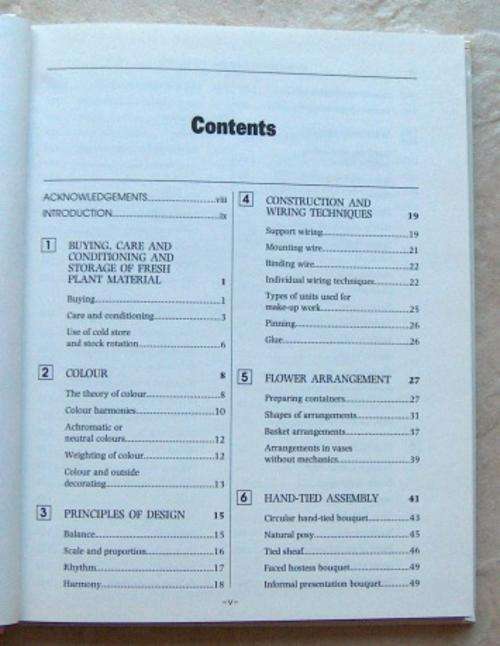 Contents
ACKNOWLEDGEMENTS....................viii
INTRODUCTION....................ix
1 BUYING, CARE AND
CONDITIONING AND
STORAGE OF FRESH
PLANT MATERIAL 1
Buying....................1
Care and conditioning....................3
Use of cold store
and stock rotation....................6
2 COLOUR 8
The theory of colour....................8
Colour harmonies....................10
Achromatic or
neutral colours....................12
Weighting of colour....................12
Colour and outside
decorating....................13
3 PRINCIPLES OF DESIGN 15
Balance....................15
Scale and proportion....................16
Rhythm....................17
Harmony....................18
4 CONSTRUCTION AND
WIRING TECHNIQUES 19
Support wiring....................19
Mounting wire....................21
Binding wire....................22
Individual wiring techniques....................22
Types of units used for
make-up work....................25
Pinning....................26
Glue....................26
5 FLOWER ARRANGEMENT 27
Preparing containers....................27
Shapes of arrangements....................31
Basket arrangements....................37
Arrangements in vases
without mechanics....................39
6 HAND-TIED ASSEMBLY 41
Circular hand-tied bouquet....................43
Natural posy....................45
Tied sheaf....................46
Faced hostess bouquet....................49
Informal presentation bouquet....................49
–v–